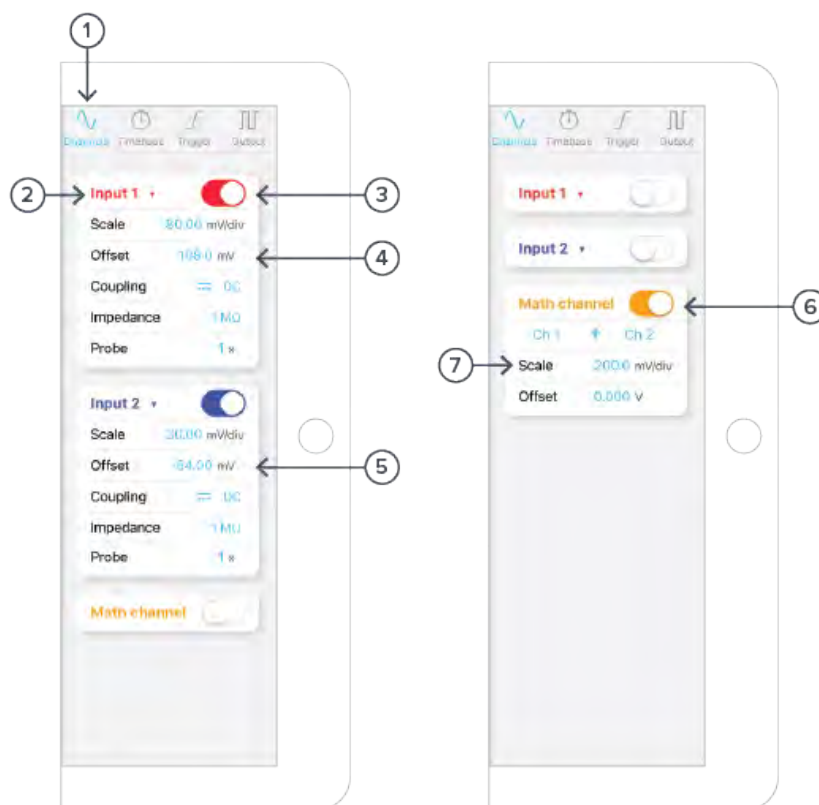 1
Channels Timebase Trigger Output
2 Input 1 3
Scale 80.00 mV/div
Offset 108.0 mV 4
Coupling DC
Impedance 1 MΩ
Probe 1 x
Input 2
Scale 30.00 mV/div
Offset -84.00 mV 5
Coupling DC
Impedance 1 MΩ
Probe 1 x
Math channel
Channels Timebase Trigger Output
Input 1
Input 2
Math channel 6
Ch 1 + Ch 2
7 Scale 200.0 mV/div
Offset 0.000 V